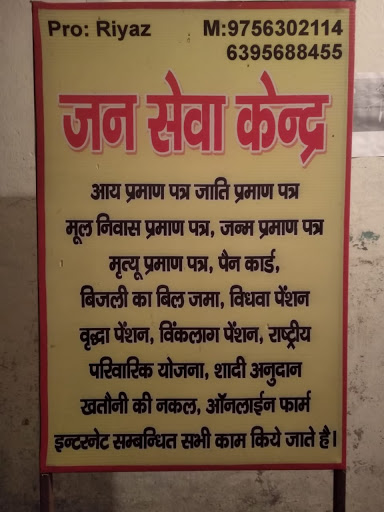 Pro: Riyaz M:9756302114
6395688455
जन सेवा केन्द्र
आय प्रमाण पत्र जाति प्रमाण पत्र
मूल निवास प्रमाण पत्र, जन्म प्रमाण पत्र
मृत्यू प्रमाण पत्र, पैन कार्ड,
बिजली का बिल जमा, विधवा पेंशन
वृद्धा पेंशन, विंकलाग पेंशन, राष्ट्रीय
परिवारिक योजना, शादी अनुदान
खतौनी की नकल, ऑनलाईन फार्म
इन्टरनेट सम्बन्धित सभी काम किये जाते है।